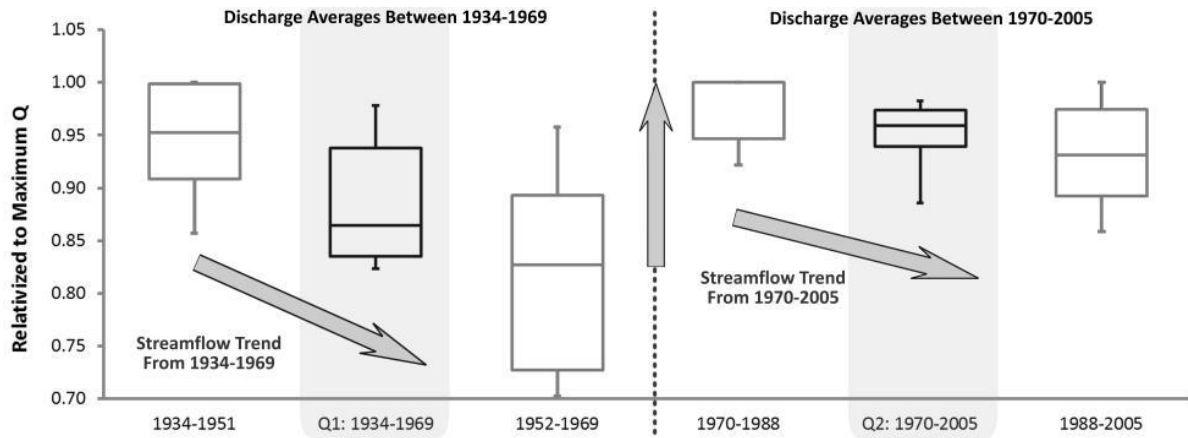 Discharge Averages Between 1934-1969
Discharge Averages Between 1970-2005
Relativized to Maximum Q
1.05
1.00
0.95
0.90
0.85
0.80
0.75
0.70
Streamflow Trend
From 1934-1969
Streamflow Trend
From 1970-2005
1934-1951
Q1: 1934-1969
1952-1969
1970-1988
Q2: 1970-2005
1988-2005